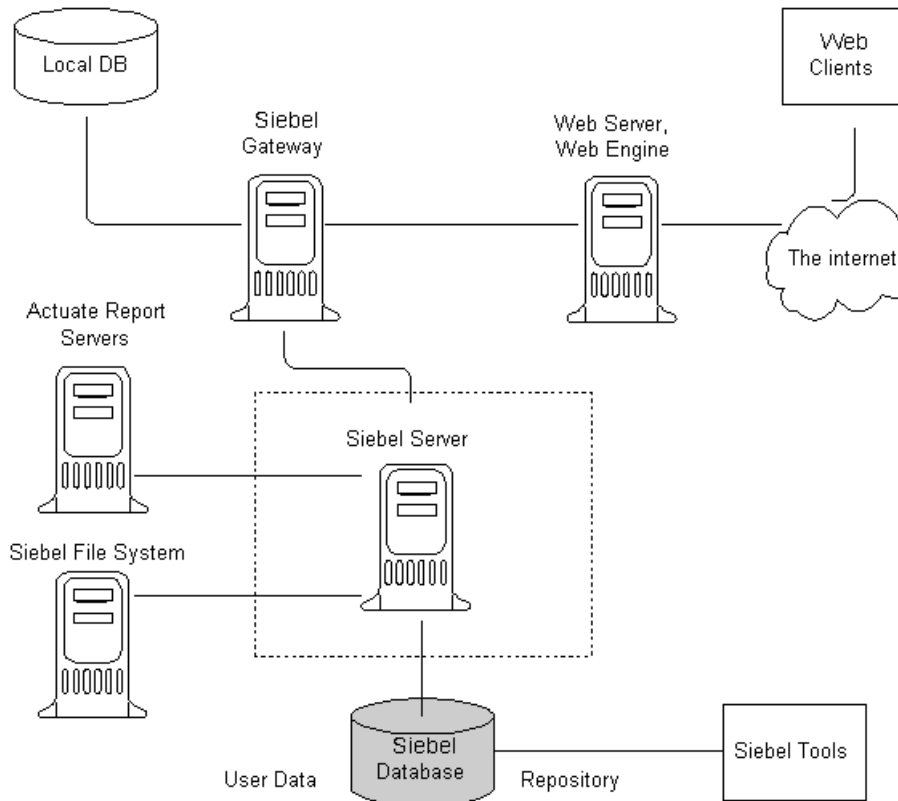 Local DB
Web
Clients
Siebel
Gateway
Web Server,
Web Engine
The internet
Actuate Report
Servers
Siebel Server
Siebel File System
Siebel
Database
Siebel Tools
User Data
Repository